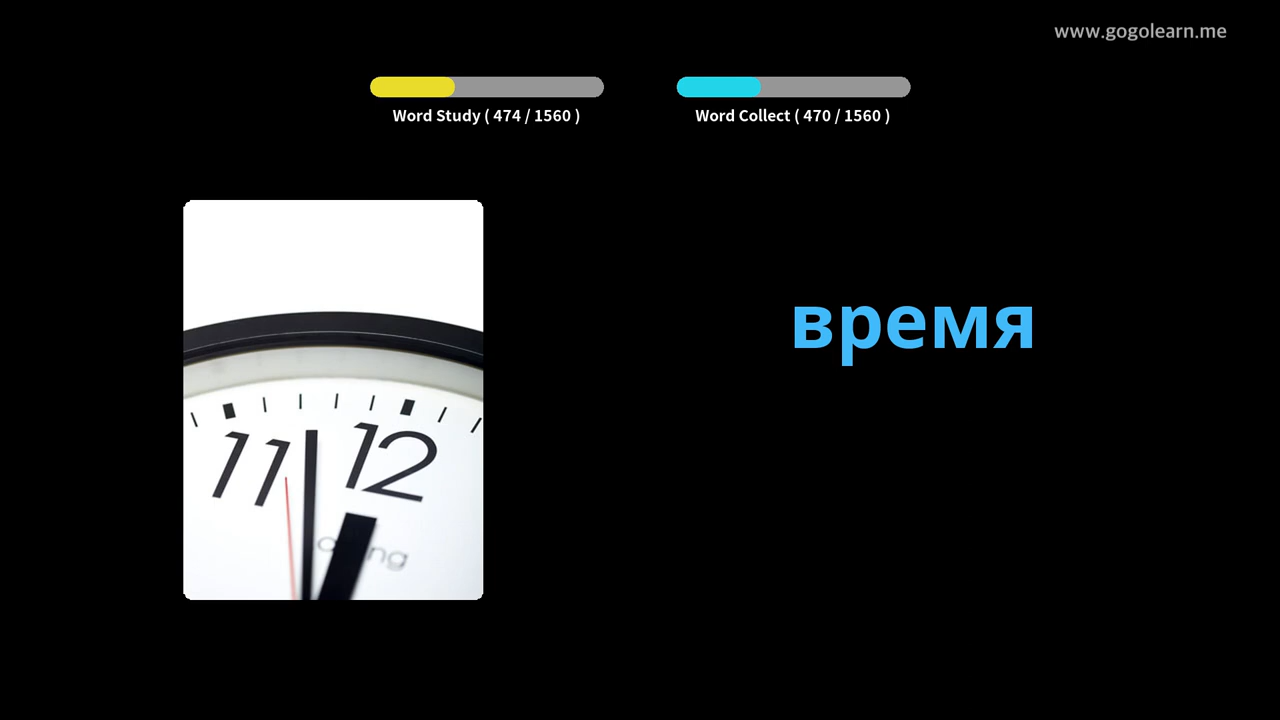 www.gogolearn.me
Word Study ( 474 / 1560 )
Word Collect ( 470 / 1560 )
время
11
12